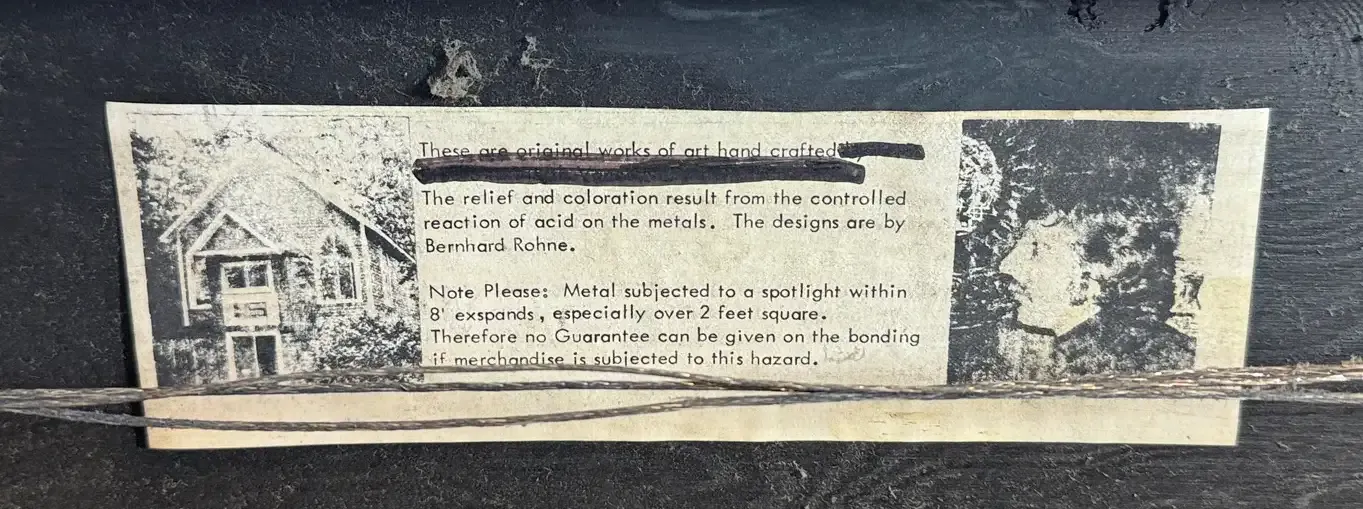 These are original works of art hand crafted
The relief and coloration result from the controlled
reaction of acid on the metals. The designs are by
Bernhard Rohne.
Note Please: Metal subjected to a spotlight within
8' exspands, especially over 2 feet square.
Therefore no Guarantee can be given on the bonding
if merchandise is subjected to this hazard.